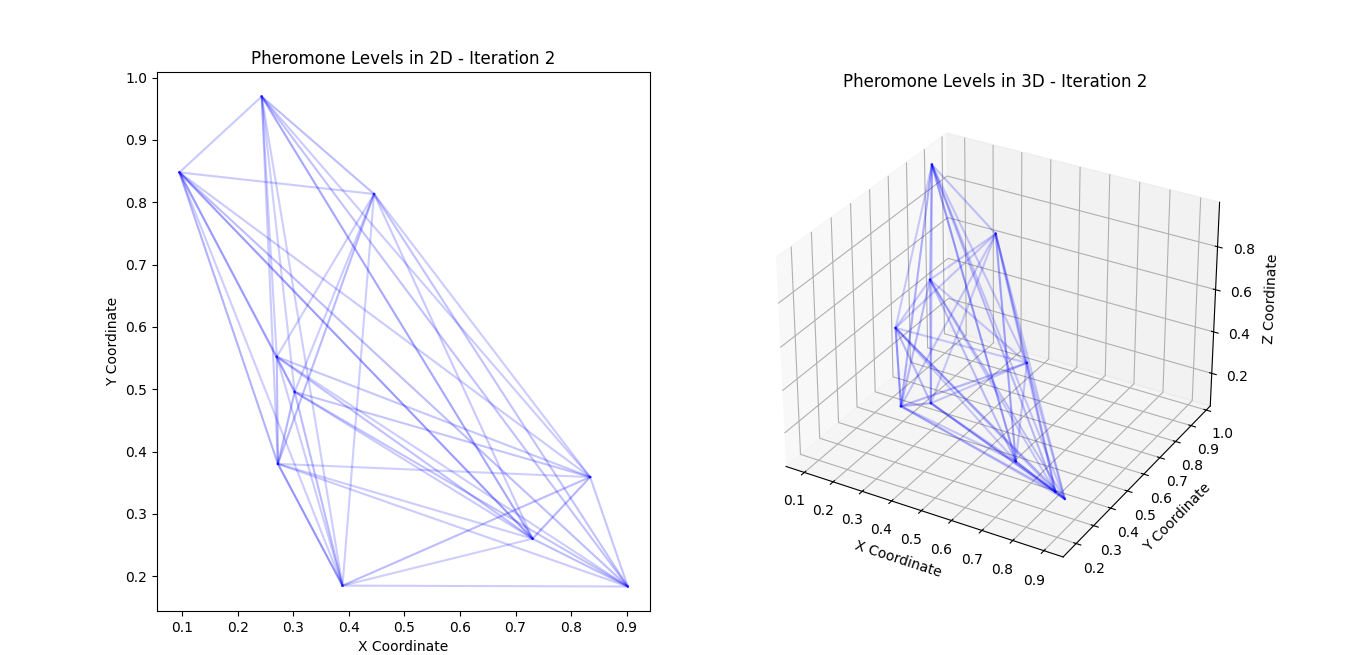 Pheromone Levels in 2D - Iteration 2
1.0
0.9
0.8
0.7
0.6
0.5
0.4
0.3
0.2
Y Coordinate
0.1 0.2 0.3 0.4 0.5 0.6 0.7 0.8 0.9
X Coordinate
Pheromone Levels in 3D - Iteration 2
0.8
0.6
0.4
0.2
Z Coordinate
0.1 0.2 0.3 0.4 0.5 0.6 0.7 0.8 0.9
X Coordinate
0.2 0.3 0.4 0.5 0.6 0.7 0.8 0.9 1.0
Y Coordinate